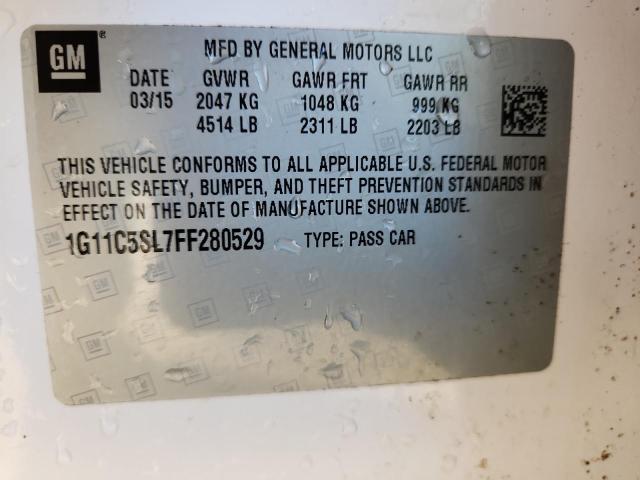 GM ®
MFD BY GENERAL MOTORS LLC
DATE GVWR GAWR FRT GAWR RR
03/15 2047 KG 1048 KG 999 KG
4514 LB 2311 LB 2203 LB
THIS VEHICLE CONFORMS TO ALL APPLICABLE U.S. FEDERAL MOTOR
VEHICLE SAFETY, BUMPER, AND THEFT PREVENTION STANDARDS IN
EFFECT ON THE DATE OF MANUFACTURE SHOWN ABOVE.
1G11C5SL7FF280529 TYPE: PASS CAR